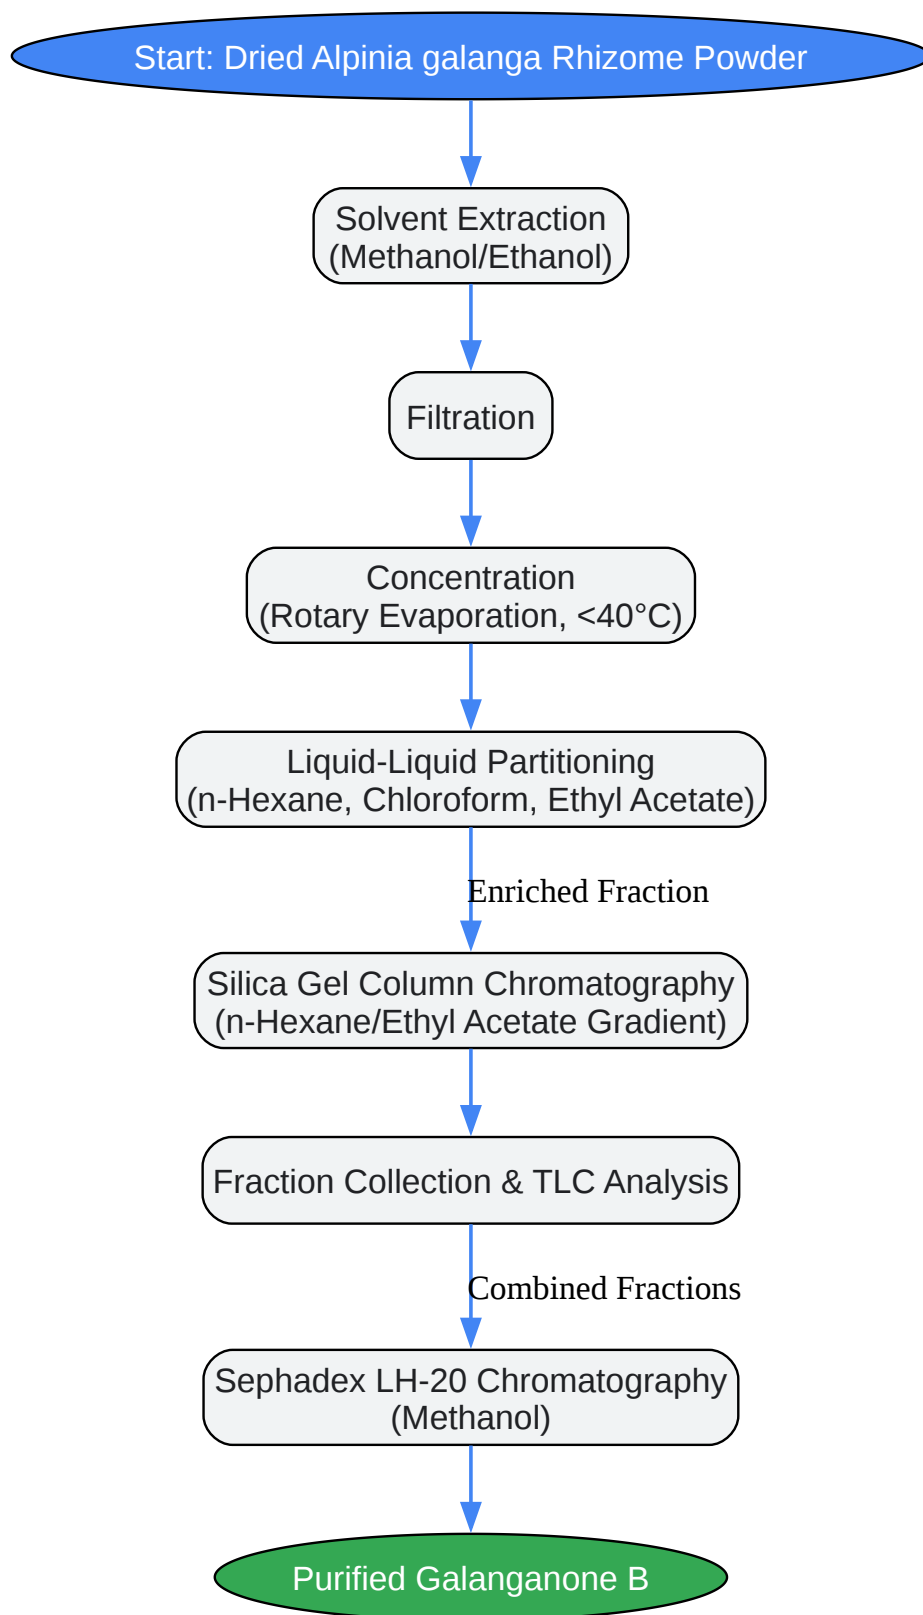 Start: Dried Alpinia galanga Rhizome Powder
Solvent Extraction
(Methanol/Ethanol)
Filtration
Concentration
(Rotary Evaporation, <40°C)
Liquid-Liquid Partitioning
(n-Hexane, Chloroform, Ethyl Acetate)
Enriched Fraction
Silica Gel Column Chromatography
(n-Hexane/Ethyl Acetate Gradient)
Fraction Collection & TLC Analysis
Combined Fractions
Sephadex LH-20 Chromatography
(Methanol)
Purified Galanganone B